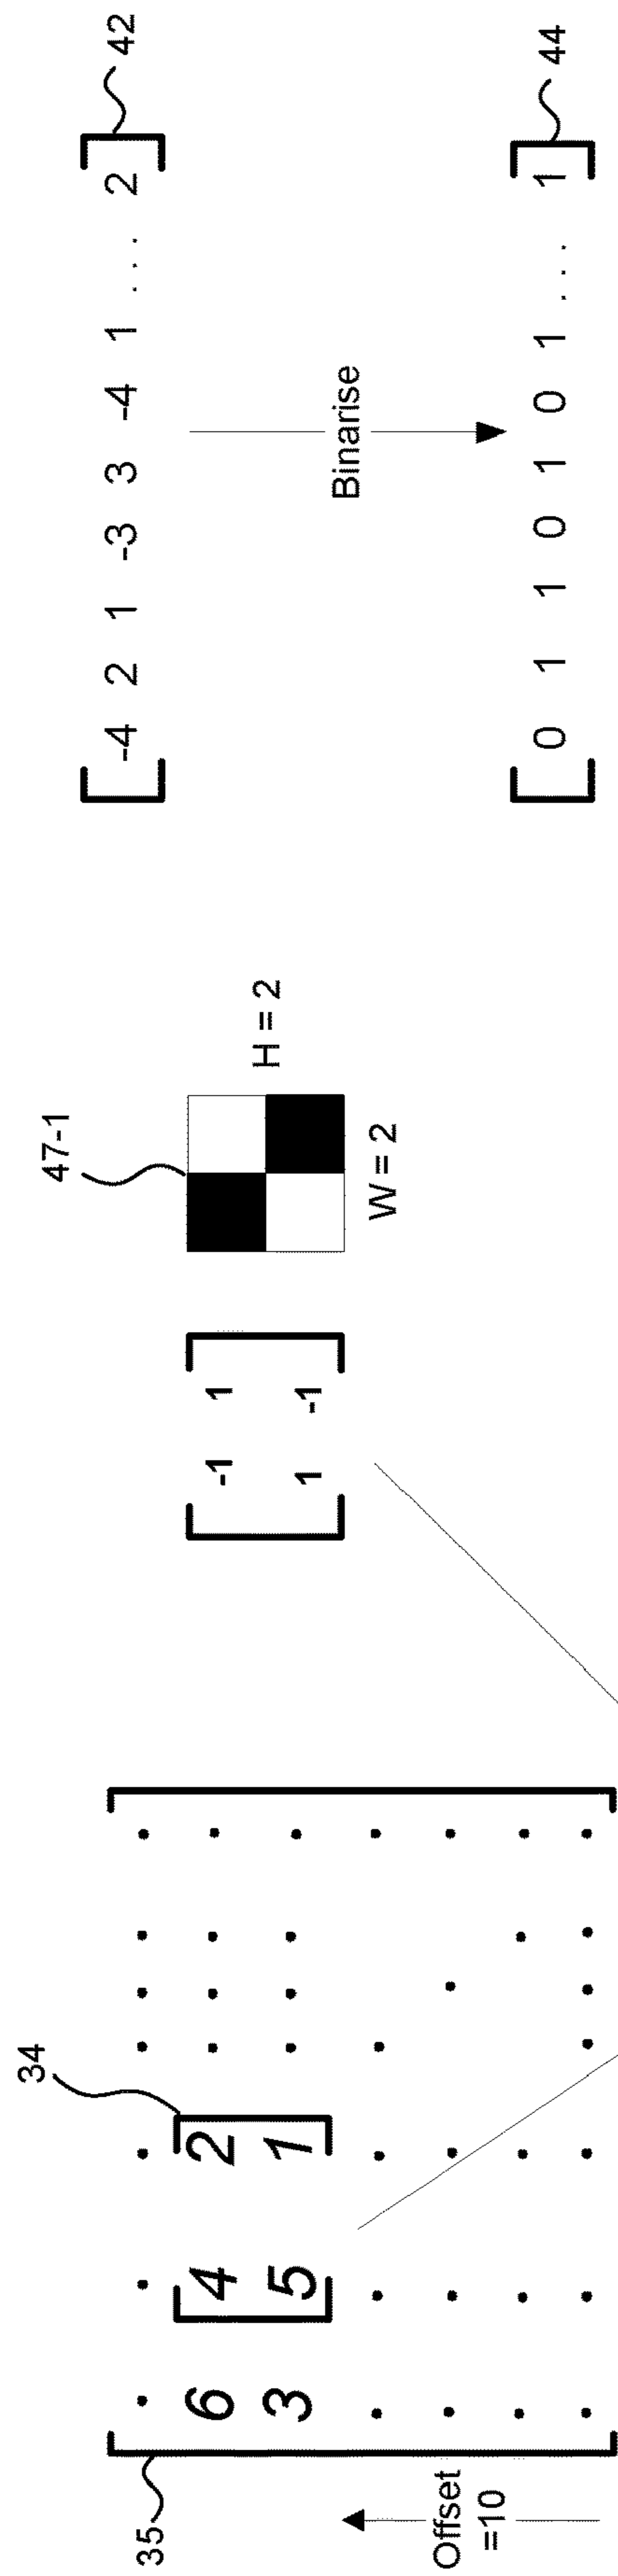 35
34
6 4 2
3 5 1
Offset
=10
-1 1
1 -1
47-1
H = 2
W = 2
42
-4 2 1 -3 3 -4 1 . . . 2
Binarise
0 1 1 0 1 0 1 . . . 1
44